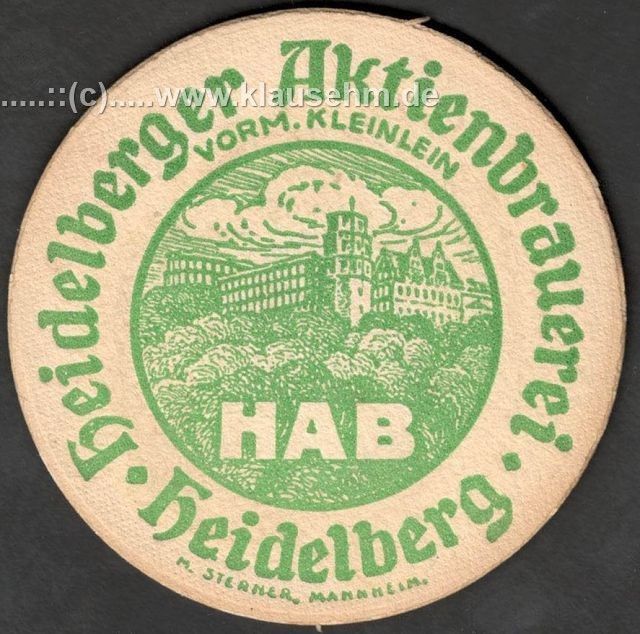 .....::(c).....www.klausehm.de
Heidelberger Aktienbrauerei
VORM. KLEINLEIN
HAB
· Heidelberg ·
M. STERNER, MANNHEIM.